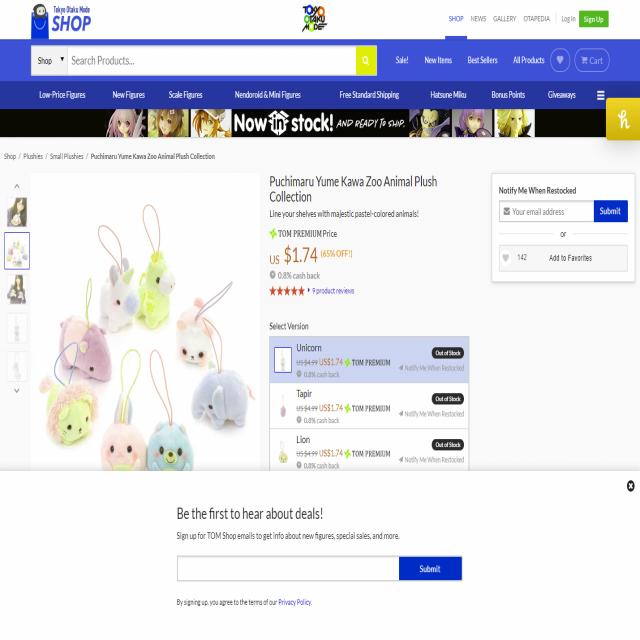 Tokyo Otaku Mode
SHOP
TOKYO
OTAKU
MODE
SHOP NEWS GALLERY OTAPEDIA Log In Sign Up
Shop Search Products... Sale! New Items Best Sellers All Products Cart
Low-Price Figures New Figures Scale Figures Nendoroid & Mini Figures Free Standard Shipping Hatsune Miku Bonus Points Giveaways
Now in stock! AND READY TO SHIP.
Shop / Plushies / Small Plushies / Puchimaru Yume Kawa Zoo Animal Plush Collection
Puchimaru Yume Kawa Zoo Animal Plush
Collection
Line your shelves with majestic pastel-colored animals!
TOM PREMIUM Price
US $1.74 (65% OFF!)
0.8% cash back
9 product reviews
Select Version
Unicorn
US $4.99 US$1.74 TOM PREMIUM
0.8% cash back
Out of Stock
Notify Me When Restocked
Tapir
US $4.99 US$1.74 TOM PREMIUM
0.8% cash back
Out of Stock
Notify Me When Restocked
Lion
US $4.99 US$1.74 TOM PREMIUM
0.8% cash back
Out of Stock
Notify Me When Restocked
Notify Me When Restocked
Your email address Submit
or
142 Add to Favorites
Be the first to hear about deals!
Sign up for TOM Shop emails to get info about new figures, special sales, and more.
Submit
By signing up, you agree to the terms of our Privacy Policy.